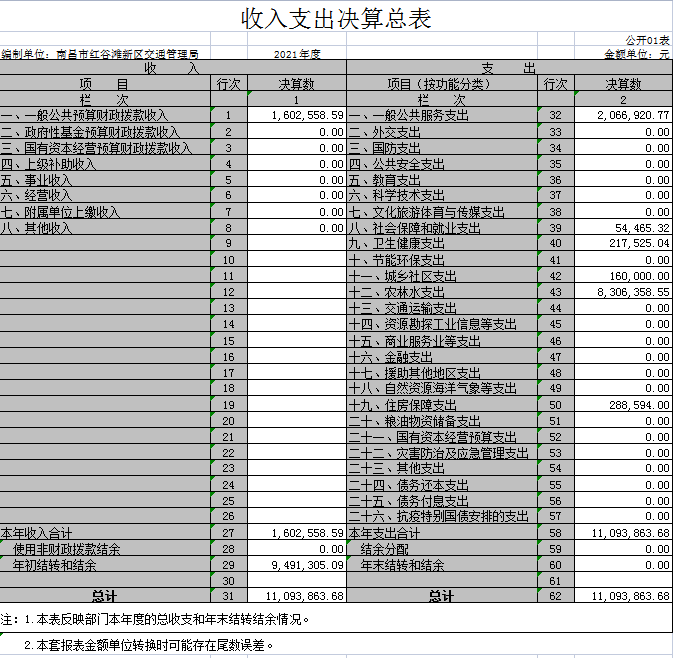 收入支出决算总表
公开01表
编制单位：南昌市红谷滩新区交通管理局 2021年度 金额单位：元
收 入 支 出
项 目 行次 决算数 项目（按功能分类） 行次 决算数
栏 次 1 栏 次 2
一、一般公共预算财政拨款收入 1 1,602,558.59 一、一般公共服务支出 32 2,066,920.77
二、政府性基金预算财政拨款收入 2 0.00 二、外交支出 33 0.00
三、国有资本经营预算财政拨款收入 3 0.00 三、国防支出 34 0.00
四、上级补助收入 4 0.00 四、公共安全支出 35 0.00
五、事业收入 5 0.00 五、教育支出 36 0.00
六、经营收入 6 0.00 六、科学技术支出 37 0.00
七、附属单位上缴收入 7 0.00 七、文化旅游体育与传媒支出 38 0.00
八、其他收入 8 0.00 八、社会保障和就业支出 39 54,465.32
9 九、卫生健康支出 40 217,525.04
10 十、节能环保支出 41 0.00
11 十一、城乡社区支出 42 160,000.00
12 十二、农林水支出 43 8,306,358.55
13 十三、交通运输支出 44 0.00
14 十四、资源勘探工业信息等支出 45 0.00
15 十五、商业服务业等支出 46 0.00
16 十六、金融支出 47 0.00
17 十七、援助其他地区支出 48 0.00
18 十八、自然资源海洋气象等支出 49 0.00
19 十九、住房保障支出 50 288,594.00
20 二十、粮油物资储备支出 51 0.00
21 二十一、国有资本经营预算支出 52 0.00
22 二十二、灾害防治及应急管理支出 53 0.00
23 二十三、其他支出 54 0.00
24 二十四、债务还本支出 55 0.00
25 二十五、债务付息支出 56 0.00
26 二十六、抗疫特别国债安排的支出 57 0.00
本年收入合计 27 1,602,558.59 本年支出合计 58 11,093,863.68
使用非财政拨款结余 28 0.00 结余分配 59 0.00
年初结转和结余 29 9,491,305.09 年末结转和结余 60 0.00
30 61
总计 31 11,093,863.68 总计 62 11,093,863.68
注：1.本表反映部门本年度的总收支和年末结转结余情况。
2.本套报表金额单位转换时可能存在尾数误差。